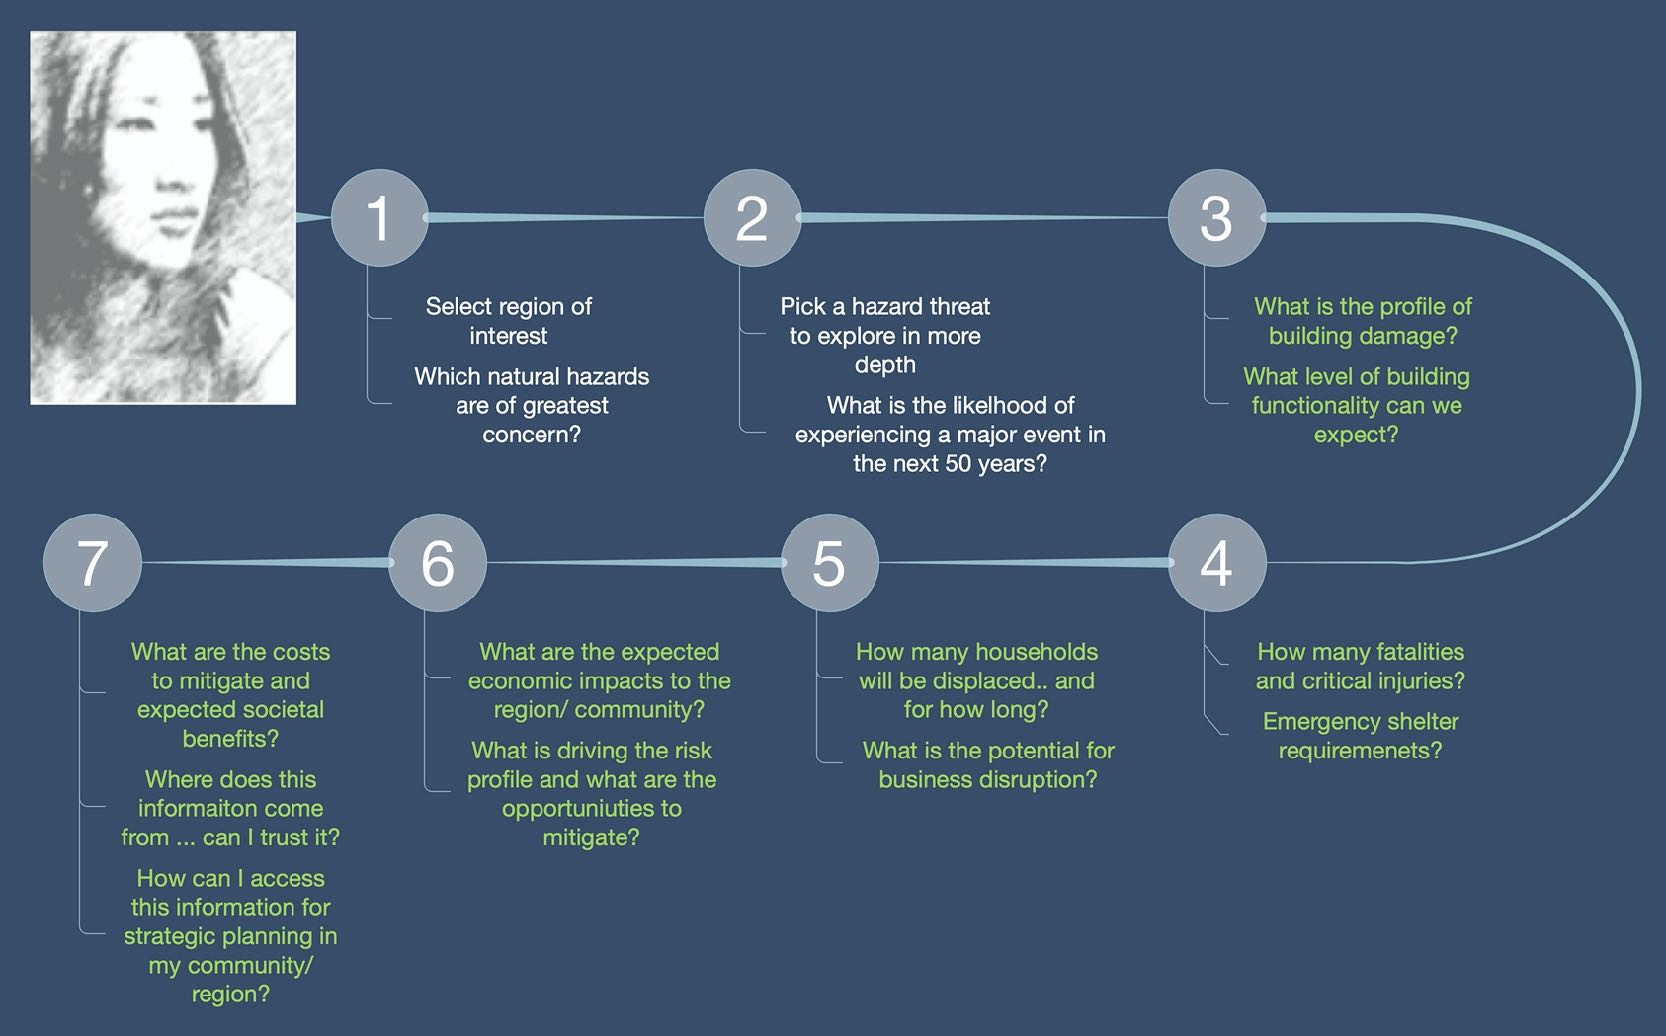 1
Select region of
interest
Which natural hazards
are of greatest
concern?
2
Pick a hazard threat
to explore in more
depth
What is the likelhood of
experiencing a major event in
the next 50 years?
3
What is the profile of
building damage?
What level of building
functionality can we
expect?
4
How many fatalities
and critical injuries?
Emergency shelter
requiremenets?
5
How many households
will be displaced.. and
for how long?
What is the potential for
business disruption?
6
What are the expected
economic impacts to the
region/ community?
What is driving the risk
profile and what are the
opportuniuties to
mitigate?
7
What are the costs
to mitigate and
expected societal
benefits?
Where does this
informaiton come
from ... can I trust it?
How can I access
this information for
strategic planning in
my community/
region?